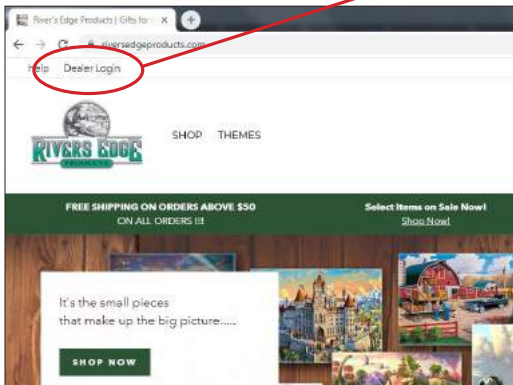 River's Edge Products | Gifts for
riversedgeproducts.com
Help Dealer Login
RIVERS EDGE
PRODUCTS
SHOP THEMES
FREE SHIPPING ON ORDERS ABOVE $50
ON ALL ORDERS !!!
Select Items on Sale Now!
Shop Now!
It's the small pieces
that make up the big picture.....
SHOP NOW